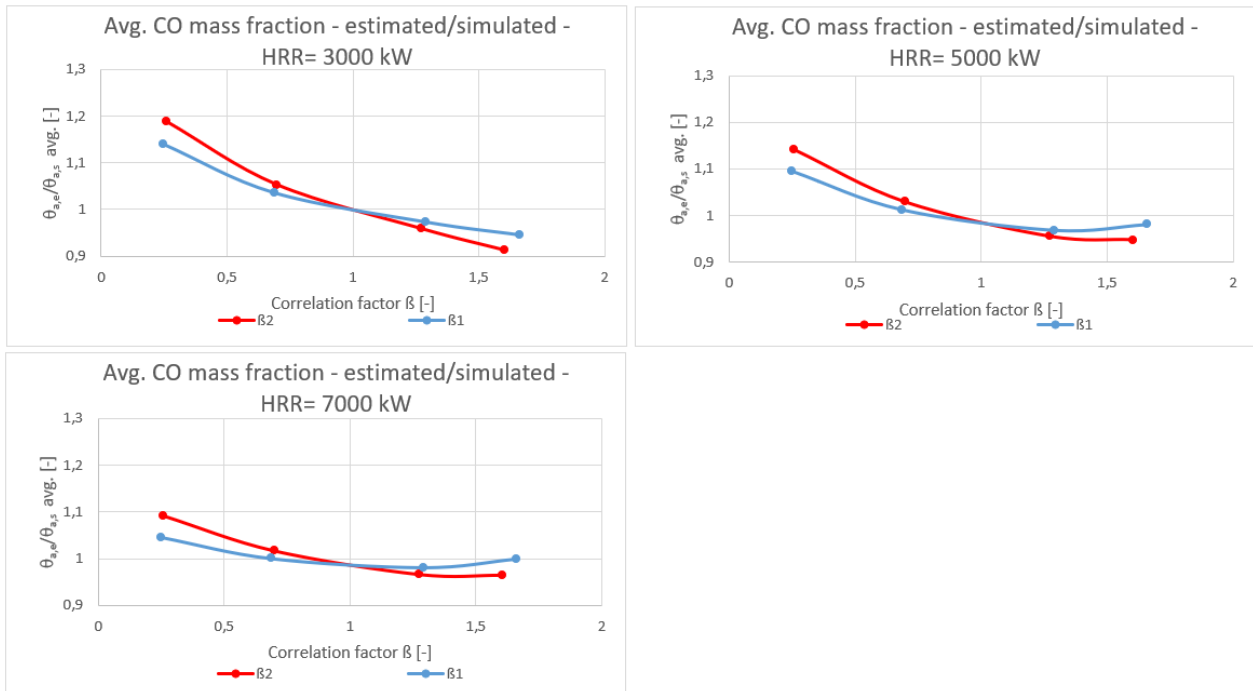 Avg. CO mass fraction - estimated/simulated -
HRR= 3000 kW
1,3
1,2
1,1
1
0,9
θa,e/θa,s avg. [-]
0
0,5
1
1,5
2
Correlation factor ß [-]
ß2
ß1
Avg. CO mass fraction - estimated/simulated -
HRR= 5000 kW
1,3
1,2
1,1
1
0,9
θa,e/θa,s avg. [-]
0
0,5
1
1,5
2
Correlation factor ß [-]
ß2
ß1
Avg. CO mass fraction - estimated/simulated -
HRR= 7000 kW
1,3
1,2
1,1
1
0,9
θa,e/θa,s avg. [-]
0
0,5
1
1,5
2
Correlation factor ß [-]
ß2
ß1